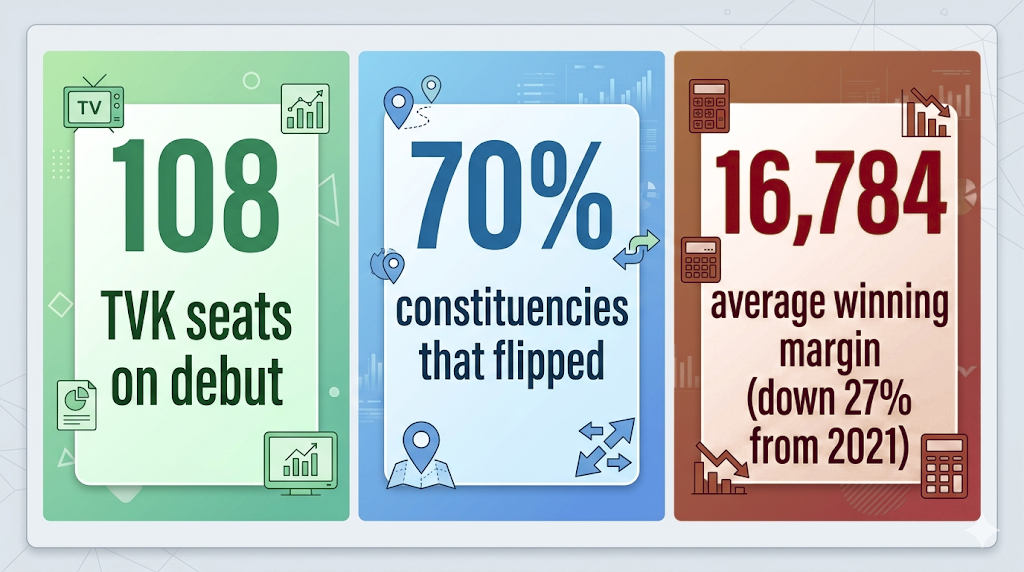 TV
108
TVK seats
on debut
70%
constituencies
that flipped
16,784
average winning
margin
(down 27%
from 2021)